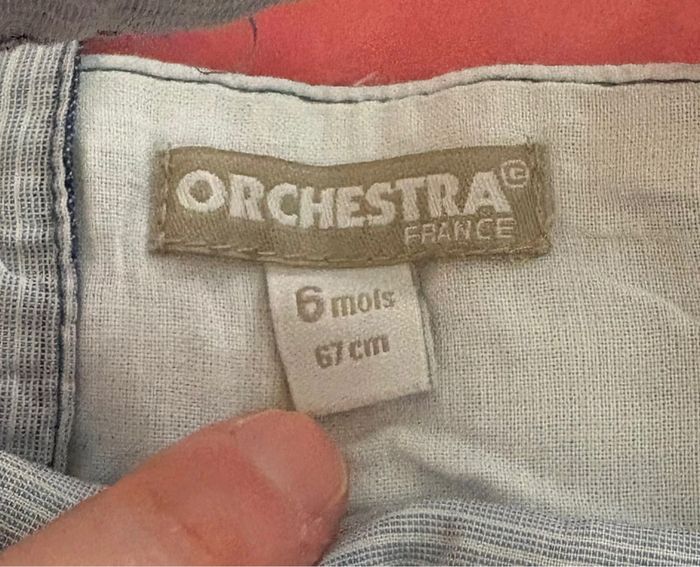 ORCHESTRA
FRANCE
6 mois
67 cm